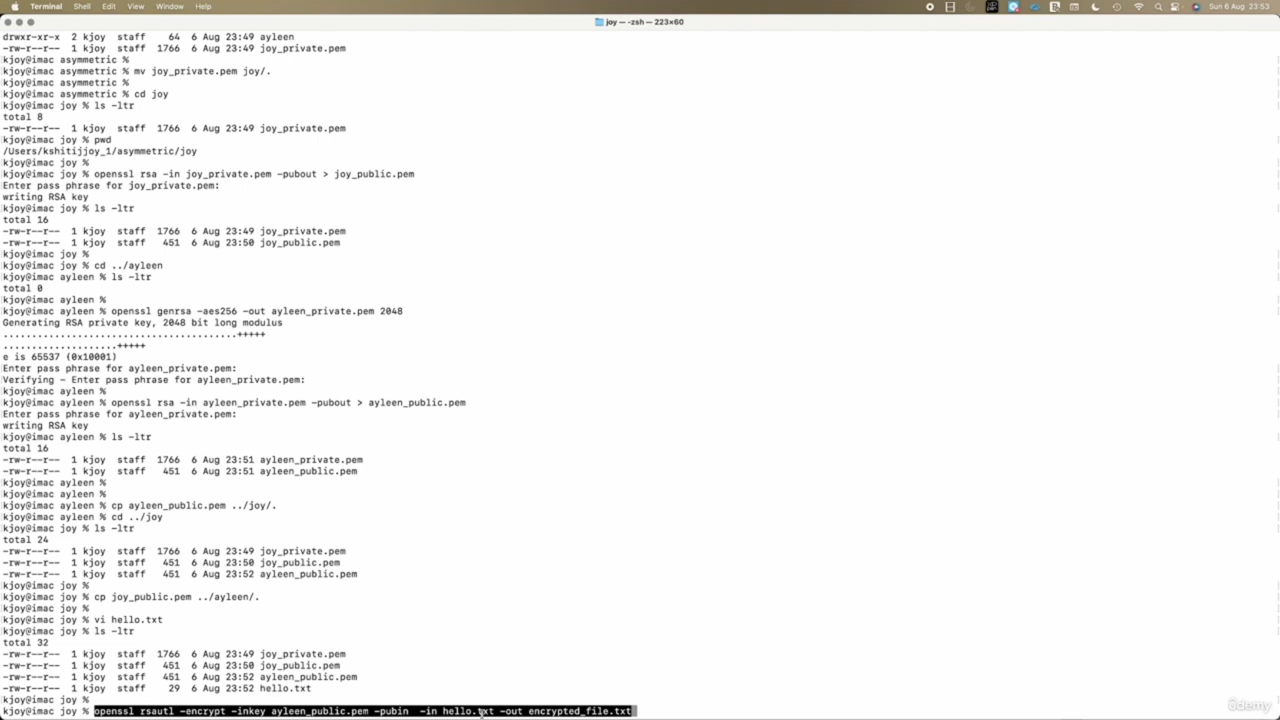 Terminal Shell Edit View Window Help Sun 6 Aug 23:53
joy — -zsh — 223×60
drwxr-xr-x 2 kjoy staff 64 6 Aug 23:49 ayleen
-rw-r--r-- 1 kjoy staff 1766 6 Aug 23:49 joy_private.pem
kjoy@imac asymmetric %
kjoy@imac asymmetric % mv joy_private.pem joy/.
kjoy@imac asymmetric %
kjoy@imac asymmetric % cd joy
kjoy@imac joy % ls -ltr
total 8
-rw-r--r-- 1 kjoy staff 1766 6 Aug 23:49 joy_private.pem
kjoy@imac joy % pwd
/Users/kshitijjoy_1/asymmetric/joy
kjoy@imac joy %
kjoy@imac joy % openssl rsa -in joy_private.pem -pubout > joy_public.pem
Enter pass phrase for joy_private.pem:
writing RSA key
kjoy@imac joy % ls -ltr
total 16
-rw-r--r-- 1 kjoy staff 1766 6 Aug 23:49 joy_private.pem
-rw-r--r-- 1 kjoy staff 451 6 Aug 23:50 joy_public.pem
kjoy@imac joy %
kjoy@imac joy % cd ../ayleen
kjoy@imac ayleen % ls -ltr
total 0
kjoy@imac ayleen %
kjoy@imac ayleen % openssl genrsa -aes256 -out ayleen_private.pem 2048
Generating RSA private key, 2048 bit long modulus
.........................................+++++
....................+++++
e is 65537 (0x10001)
Enter pass phrase for ayleen_private.pem:
Verifying - Enter pass phrase for ayleen_private.pem:
kjoy@imac ayleen %
kjoy@imac ayleen % openssl rsa -in ayleen_private.pem -pubout > ayleen_public.pem
Enter pass phrase for ayleen_private.pem:
writing RSA key
kjoy@imac ayleen % ls -ltr
total 16
-rw-r--r-- 1 kjoy staff 1766 6 Aug 23:51 ayleen_private.pem
-rw-r--r-- 1 kjoy staff 451 6 Aug 23:51 ayleen_public.pem
kjoy@imac ayleen %
kjoy@imac ayleen %
kjoy@imac ayleen % cp ayleen_public.pem ../joy/.
kjoy@imac ayleen % cd ../joy
kjoy@imac joy % ls -ltr
total 24
-rw-r--r-- 1 kjoy staff 1766 6 Aug 23:49 joy_private.pem
-rw-r--r-- 1 kjoy staff 451 6 Aug 23:50 joy_public.pem
-rw-r--r-- 1 kjoy staff 451 6 Aug 23:52 ayleen_public.pem
kjoy@imac joy %
kjoy@imac joy % cp joy_public.pem ../ayleen/.
kjoy@imac joy %
kjoy@imac joy % vi hello.txt
kjoy@imac joy % ls -ltr
total 32
-rw-r--r-- 1 kjoy staff 1766 6 Aug 23:49 joy_private.pem
-rw-r--r-- 1 kjoy staff 451 6 Aug 23:50 joy_public.pem
-rw-r--r-- 1 kjoy staff 451 6 Aug 23:52 ayleen_public.pem
-rw-r--r-- 1 kjoy staff 29 6 Aug 23:52 hello.txt
kjoy@imac joy %
kjoy@imac joy % openssl rsautl -encrypt -inkey ayleen_public.pem -pubin -in hello.txt -out encrypted_file.txt
Udemy